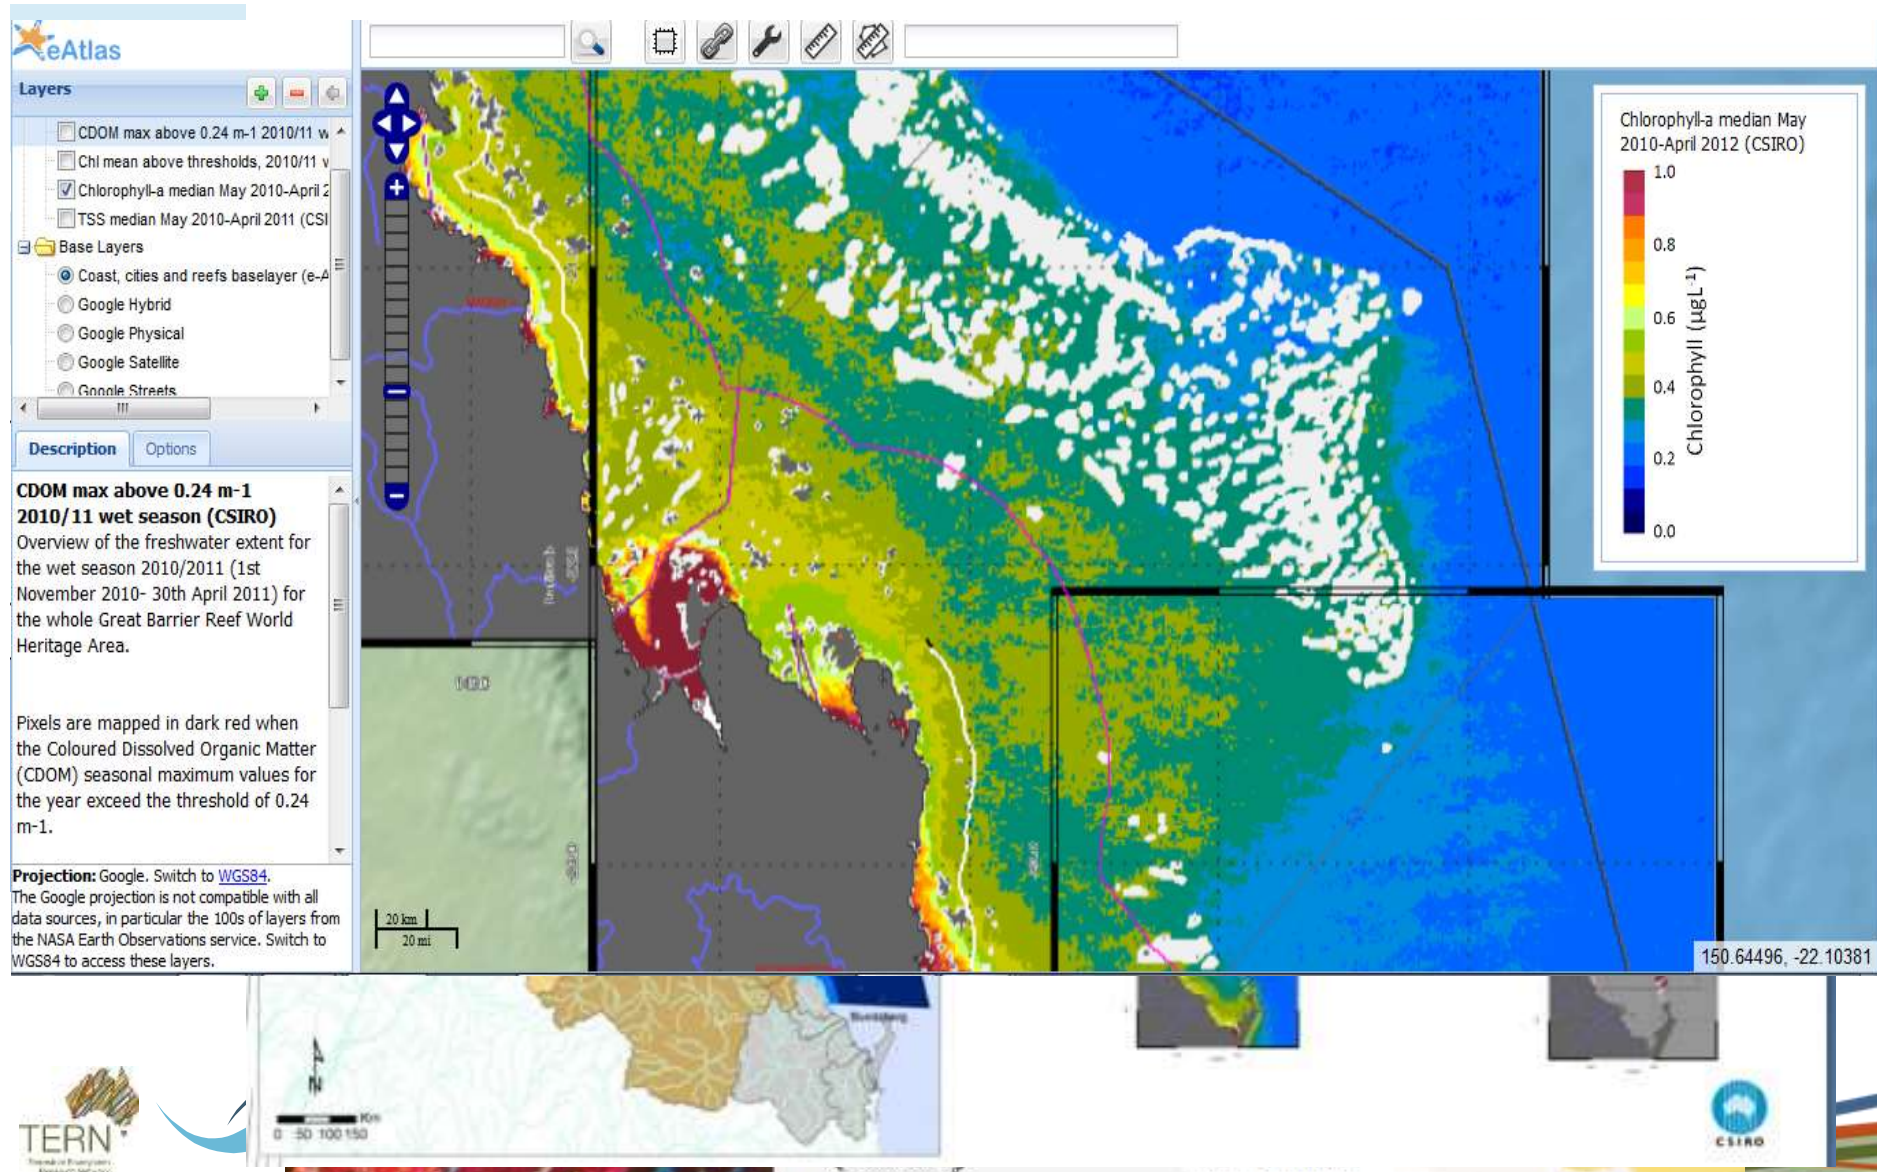 eAtlas
Layers
CDOM max above 0.24 m-1 2010/11 w
Chl mean above thresholds, 2010/11 v
Chlorophyll-a median May 2010-April 2
TSS median May 2010-April 2011 (CSI
Base Layers
Coast, cities and reefs baselayer (e-A
Google Hybrid
Google Physical
Google Satellite
Google Streets
Description
Options
CDOM max above 0.24 m-1
2010/11 wet season (CSIRO)
Overview of the freshwater extent for
the wet season 2010/2011 (1st
November 2010- 30th April 2011) for
the whole Great Barrier Reef World
Heritage Area.
Pixels are mapped in dark red when
the Coloured Dissolved Organic Matter
(CDOM) seasonal maximum values for
the year exceed the threshold of 0.24
m-1.
Projection: Google. Switch to WGS84.
The Google projection is not compatible with all
data sources, in particular the 100s of layers from
the NASA Earth Observations service. Switch to
WGS84 to access these layers.
20 km
20 mi
Chlorophyll-a median May
2010-April 2012 (CSIRO)
1.0
0.8
0.6
0.4
0.2
0.0
Chlorophyll (µgL-1)
150.64496, -22.10381
Bundaberg
N
Km
0 50 100 150
TERN
CSIRO